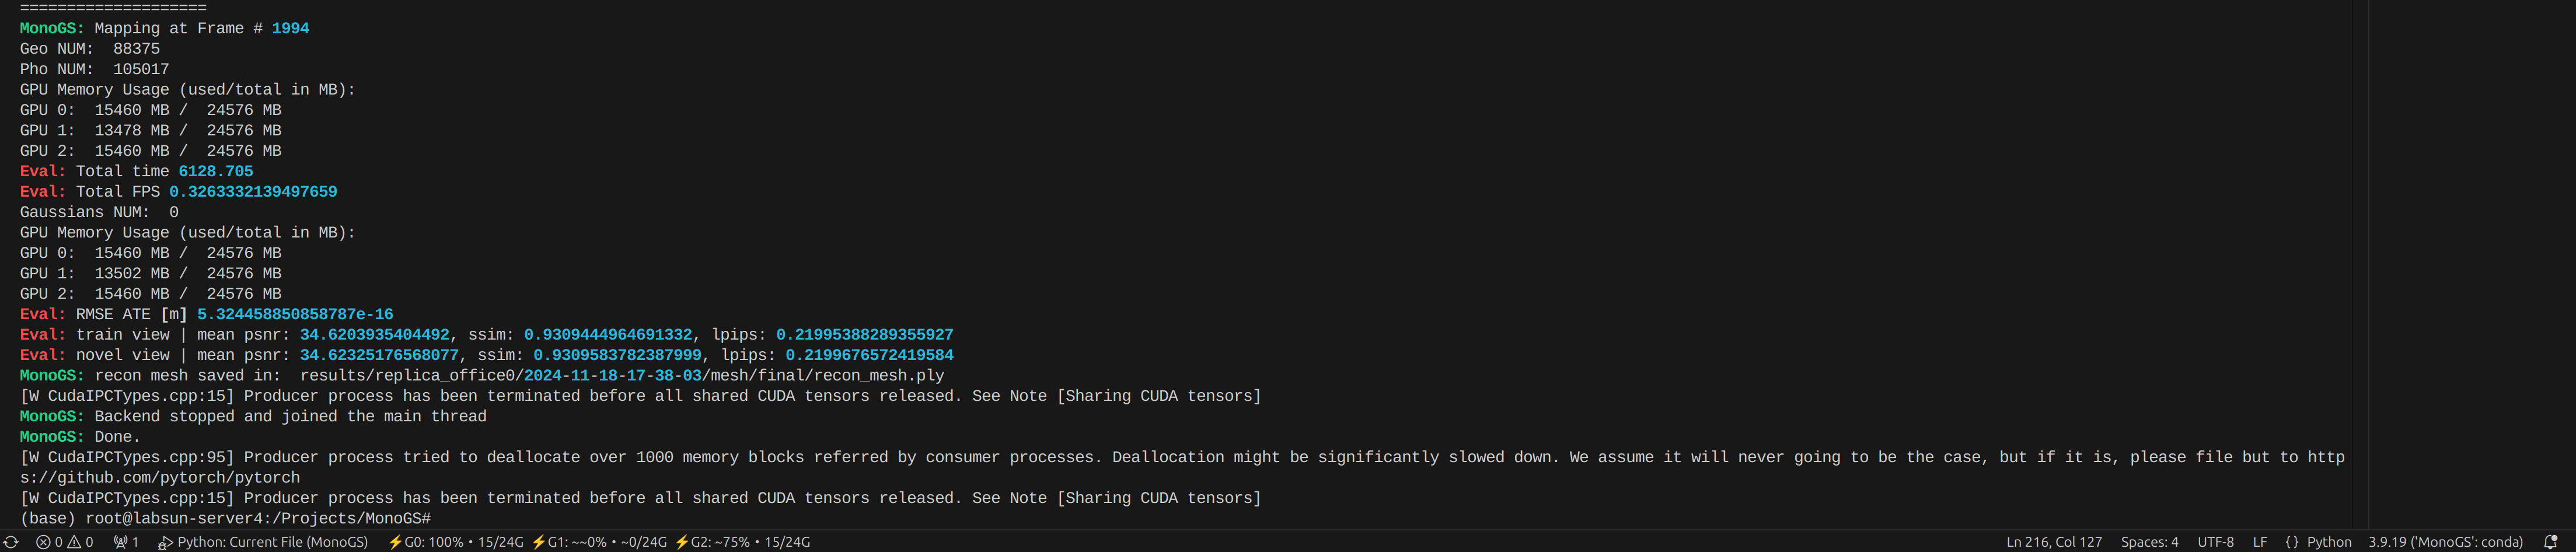 ====================
MonoGS: Mapping at Frame # 1994
Geo NUM:  88375
Pho NUM:  105017
GPU Memory Usage (used/total in MB):
GPU 0:  15460 MB /  24576 MB
GPU 1:  13478 MB /  24576 MB
GPU 2:  15460 MB /  24576 MB
Eval: Total time 6128.705
Eval: Total FPS 0.3263332139497659
Gaussians NUM:  0
GPU Memory Usage (used/total in MB):
GPU 0:  15460 MB /  24576 MB
GPU 1:  13502 MB /  24576 MB
GPU 2:  15460 MB /  24576 MB
Eval: RMSE ATE [m] 5.324458850858787e-16
Eval: train view | mean psnr: 34.6203935404492, ssim: 0.9309444964691332, lpips: 0.21995388289355927
Eval: novel view | mean psnr: 34.62325176568077, ssim: 0.9309583782387999, lpips: 0.2199676572419584
MonoGS: recon mesh saved in:  results/replica_office0/2024-11-18-17-38-03/mesh/final/recon_mesh.ply
[W CudaIPCTypes.cpp:15] Producer process has been terminated before all shared CUDA tensors released. See Note [Sharing CUDA tensors]
MonoGS: Backend stopped and joined the main thread
MonoGS: Done.
[W CudaIPCTypes.cpp:95] Producer process tried to deallocate over 1000 memory blocks referred by consumer processes. Deallocation might be significantly slowed down. We assume it will never going to be the case, but if it is, please file but to http
s://github.com/pytorch/pytorch
[W CudaIPCTypes.cpp:15] Producer process has been terminated before all shared CUDA tensors released. See Note [Sharing CUDA tensors]
(base) root@labsun-server4:/Projects/MonoGS#
0 0 1 Python: Current File (MonoGS) ⚡G0: 100% • 15/24G ⚡G1: ~~0% • ~0/24G ⚡G2: ~75% • 15/24G Ln 216, Col 127 Spaces: 4 UTF-8 LF {} Python 3.9.19 ('MonoGS': conda)